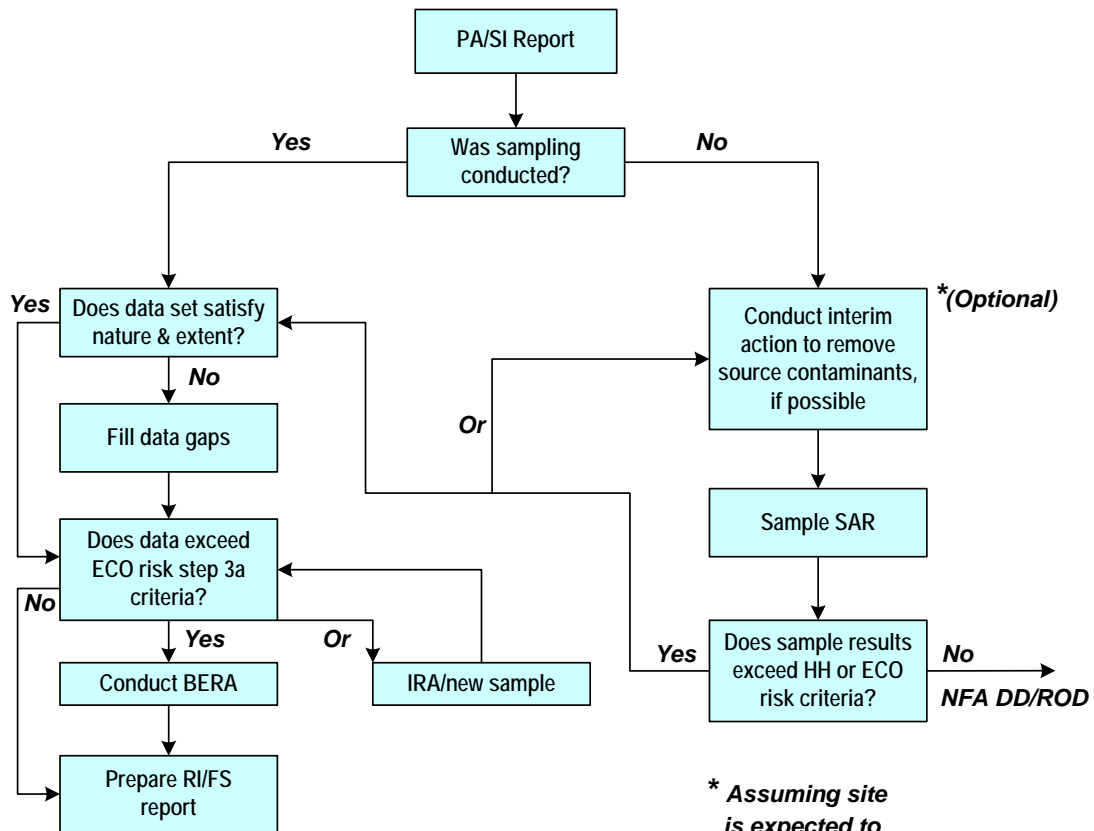 PA/SI Report
Yes
Was sampling
conducted?
No
Yes
Does data set satisfy
nature & extent?
No
*(Optional)
Conduct interim
action to remove
source contaminants,
if possible
Or
Fill data gaps
Sample SAR
Does data exceed
ECO risk step 3a
criteria?
No
Yes
Or
Conduct BERA
IRA/new sample
Yes
Does sample results
exceed HH or ECO
risk criteria?
No
NFA DD/ROD
Prepare RI/FS
report
* Assuming site
is expected to